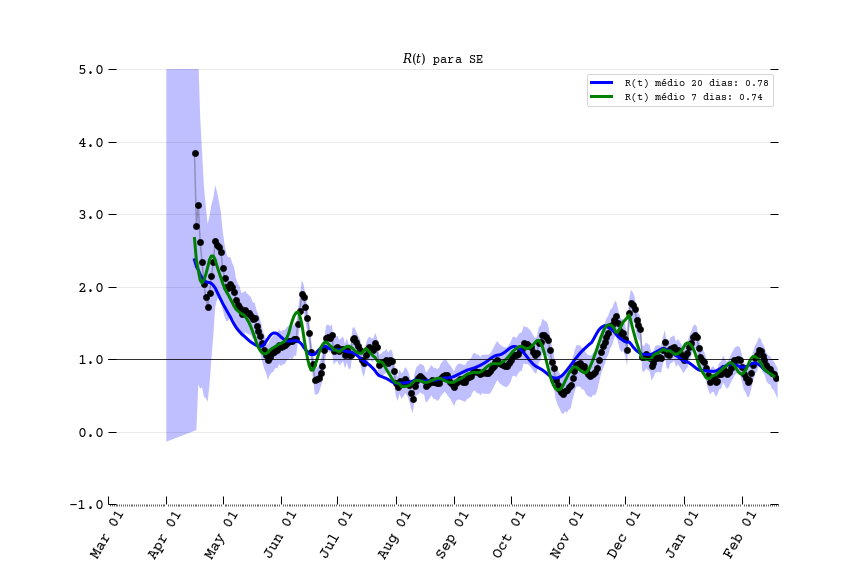 R(t) para SE
R(t) médio 20 dias: 0.78
R(t) médio 7 dias: 0.74
5.0
4.0
3.0
2.0
1.0
0.0
-1.0
Mar 01
Apr 01
May 01
Jun 01
Jul 01
Aug 01
Sep 01
Oct 01
Nov 01
Dec 01
Jan 01
Feb 01